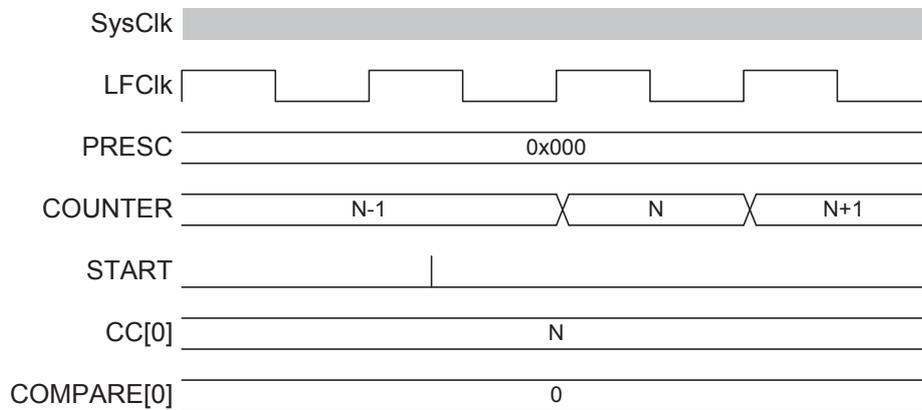 SysClk
LFClk
PRESC 0x000
COUNTER N-1 N N+1
START
CC[0] N
COMPARE[0] 0